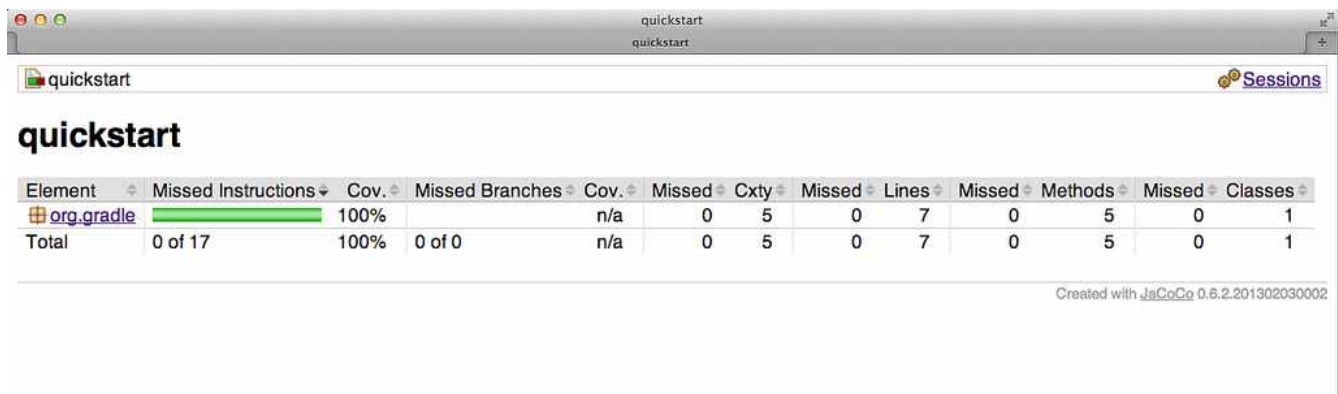 quickstart
quickstart
quickstart Sessions
quickstart
Element Missed Instructions Cov. Missed Branches Cov. Missed Cxty Missed Lines Missed Methods Missed Classes
org.gradle 100% n/a 0 5 0 7 0 5 0 1
Total 0 of 17 100% 0 of 0 n/a 0 5 0 7 0 5 0 1
Created with JaCoCo 0.6.2.201302030002